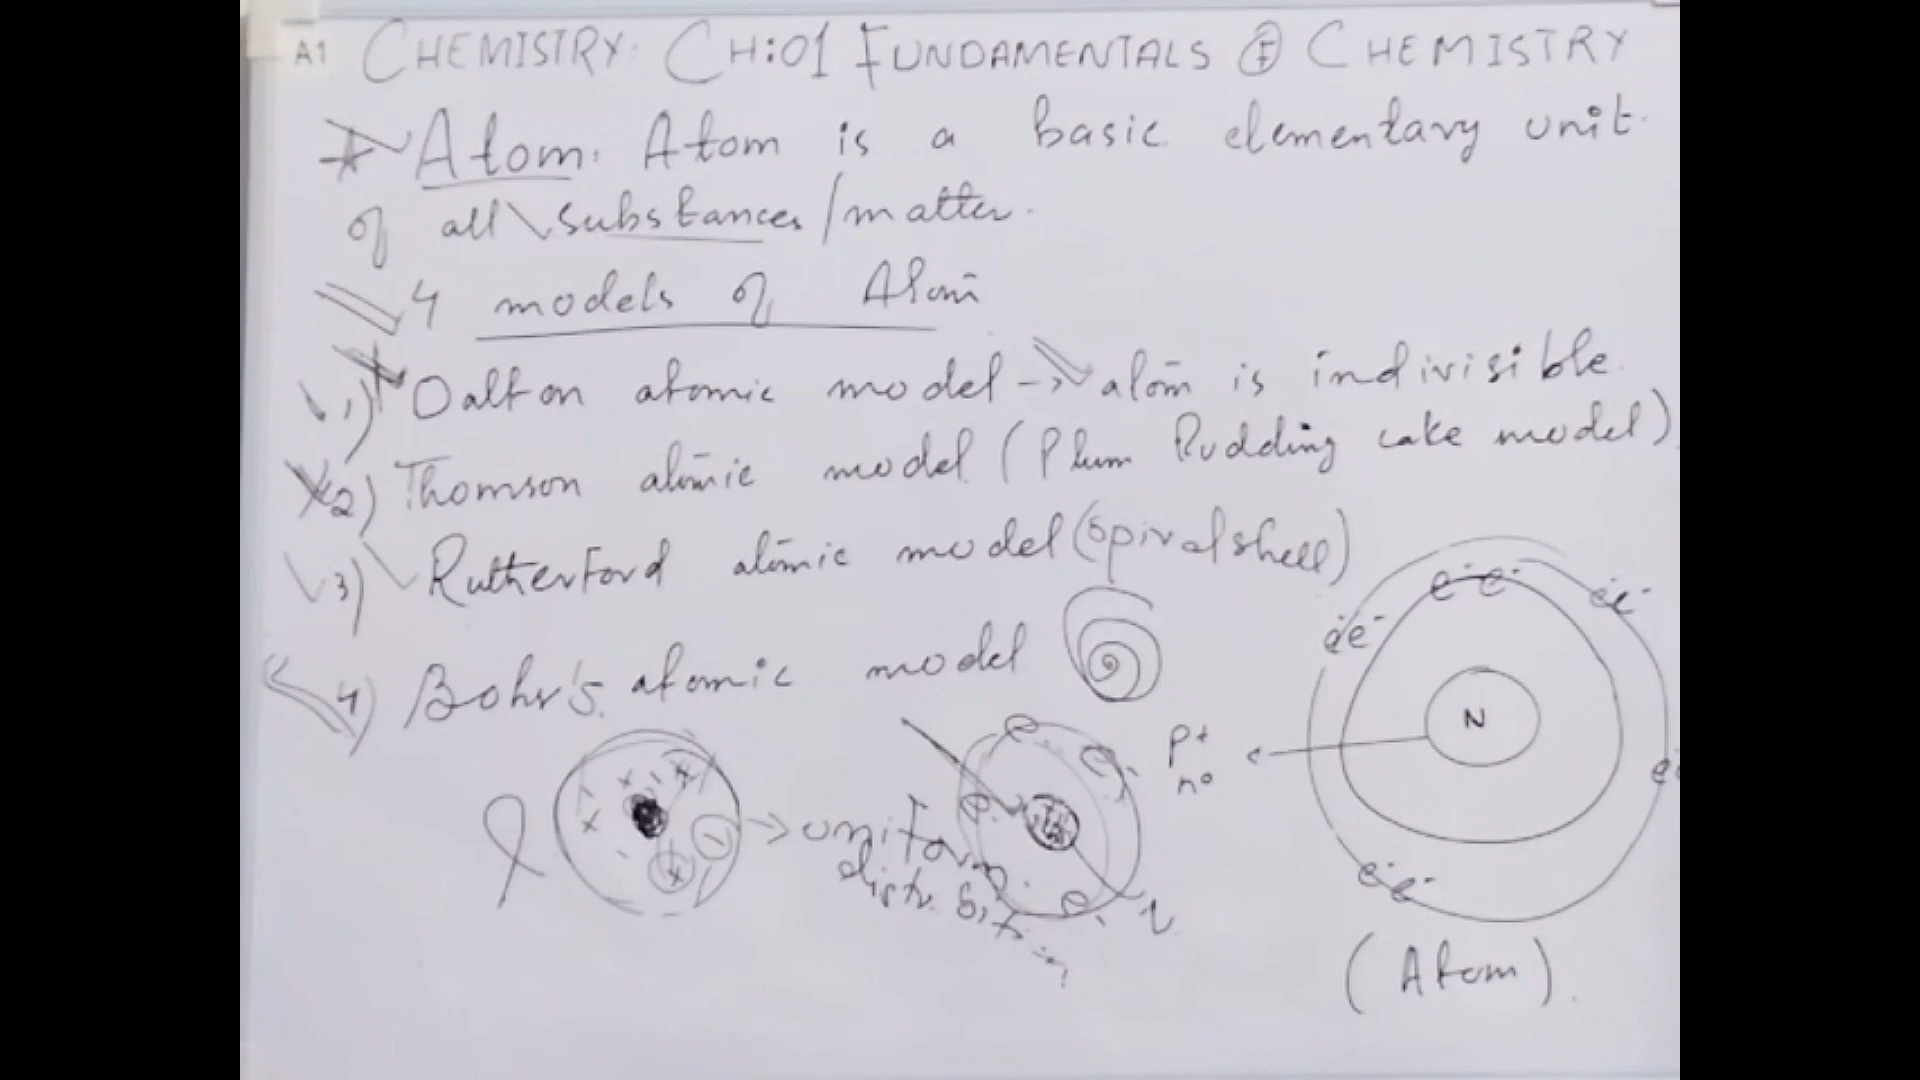 A1 CHEMISTRY: CH:01 FUNDAMENTALS OF CHEMISTRY
* Atom: Atom is a basic elementary unit
of all substances/matter.
4 models of Atom
1) Dalton atomic model -> atom is indivisible.
2) Thomson atomic model (Plum Pudding cake model)
3) Rutherford atomic model (spiral shell)
4) Bohr's atomic model
e- e-
e-
e-
N
p+
n°
e-
e-
e-
-> uniform
distribution
e-
N
e-
e-
(Atom).